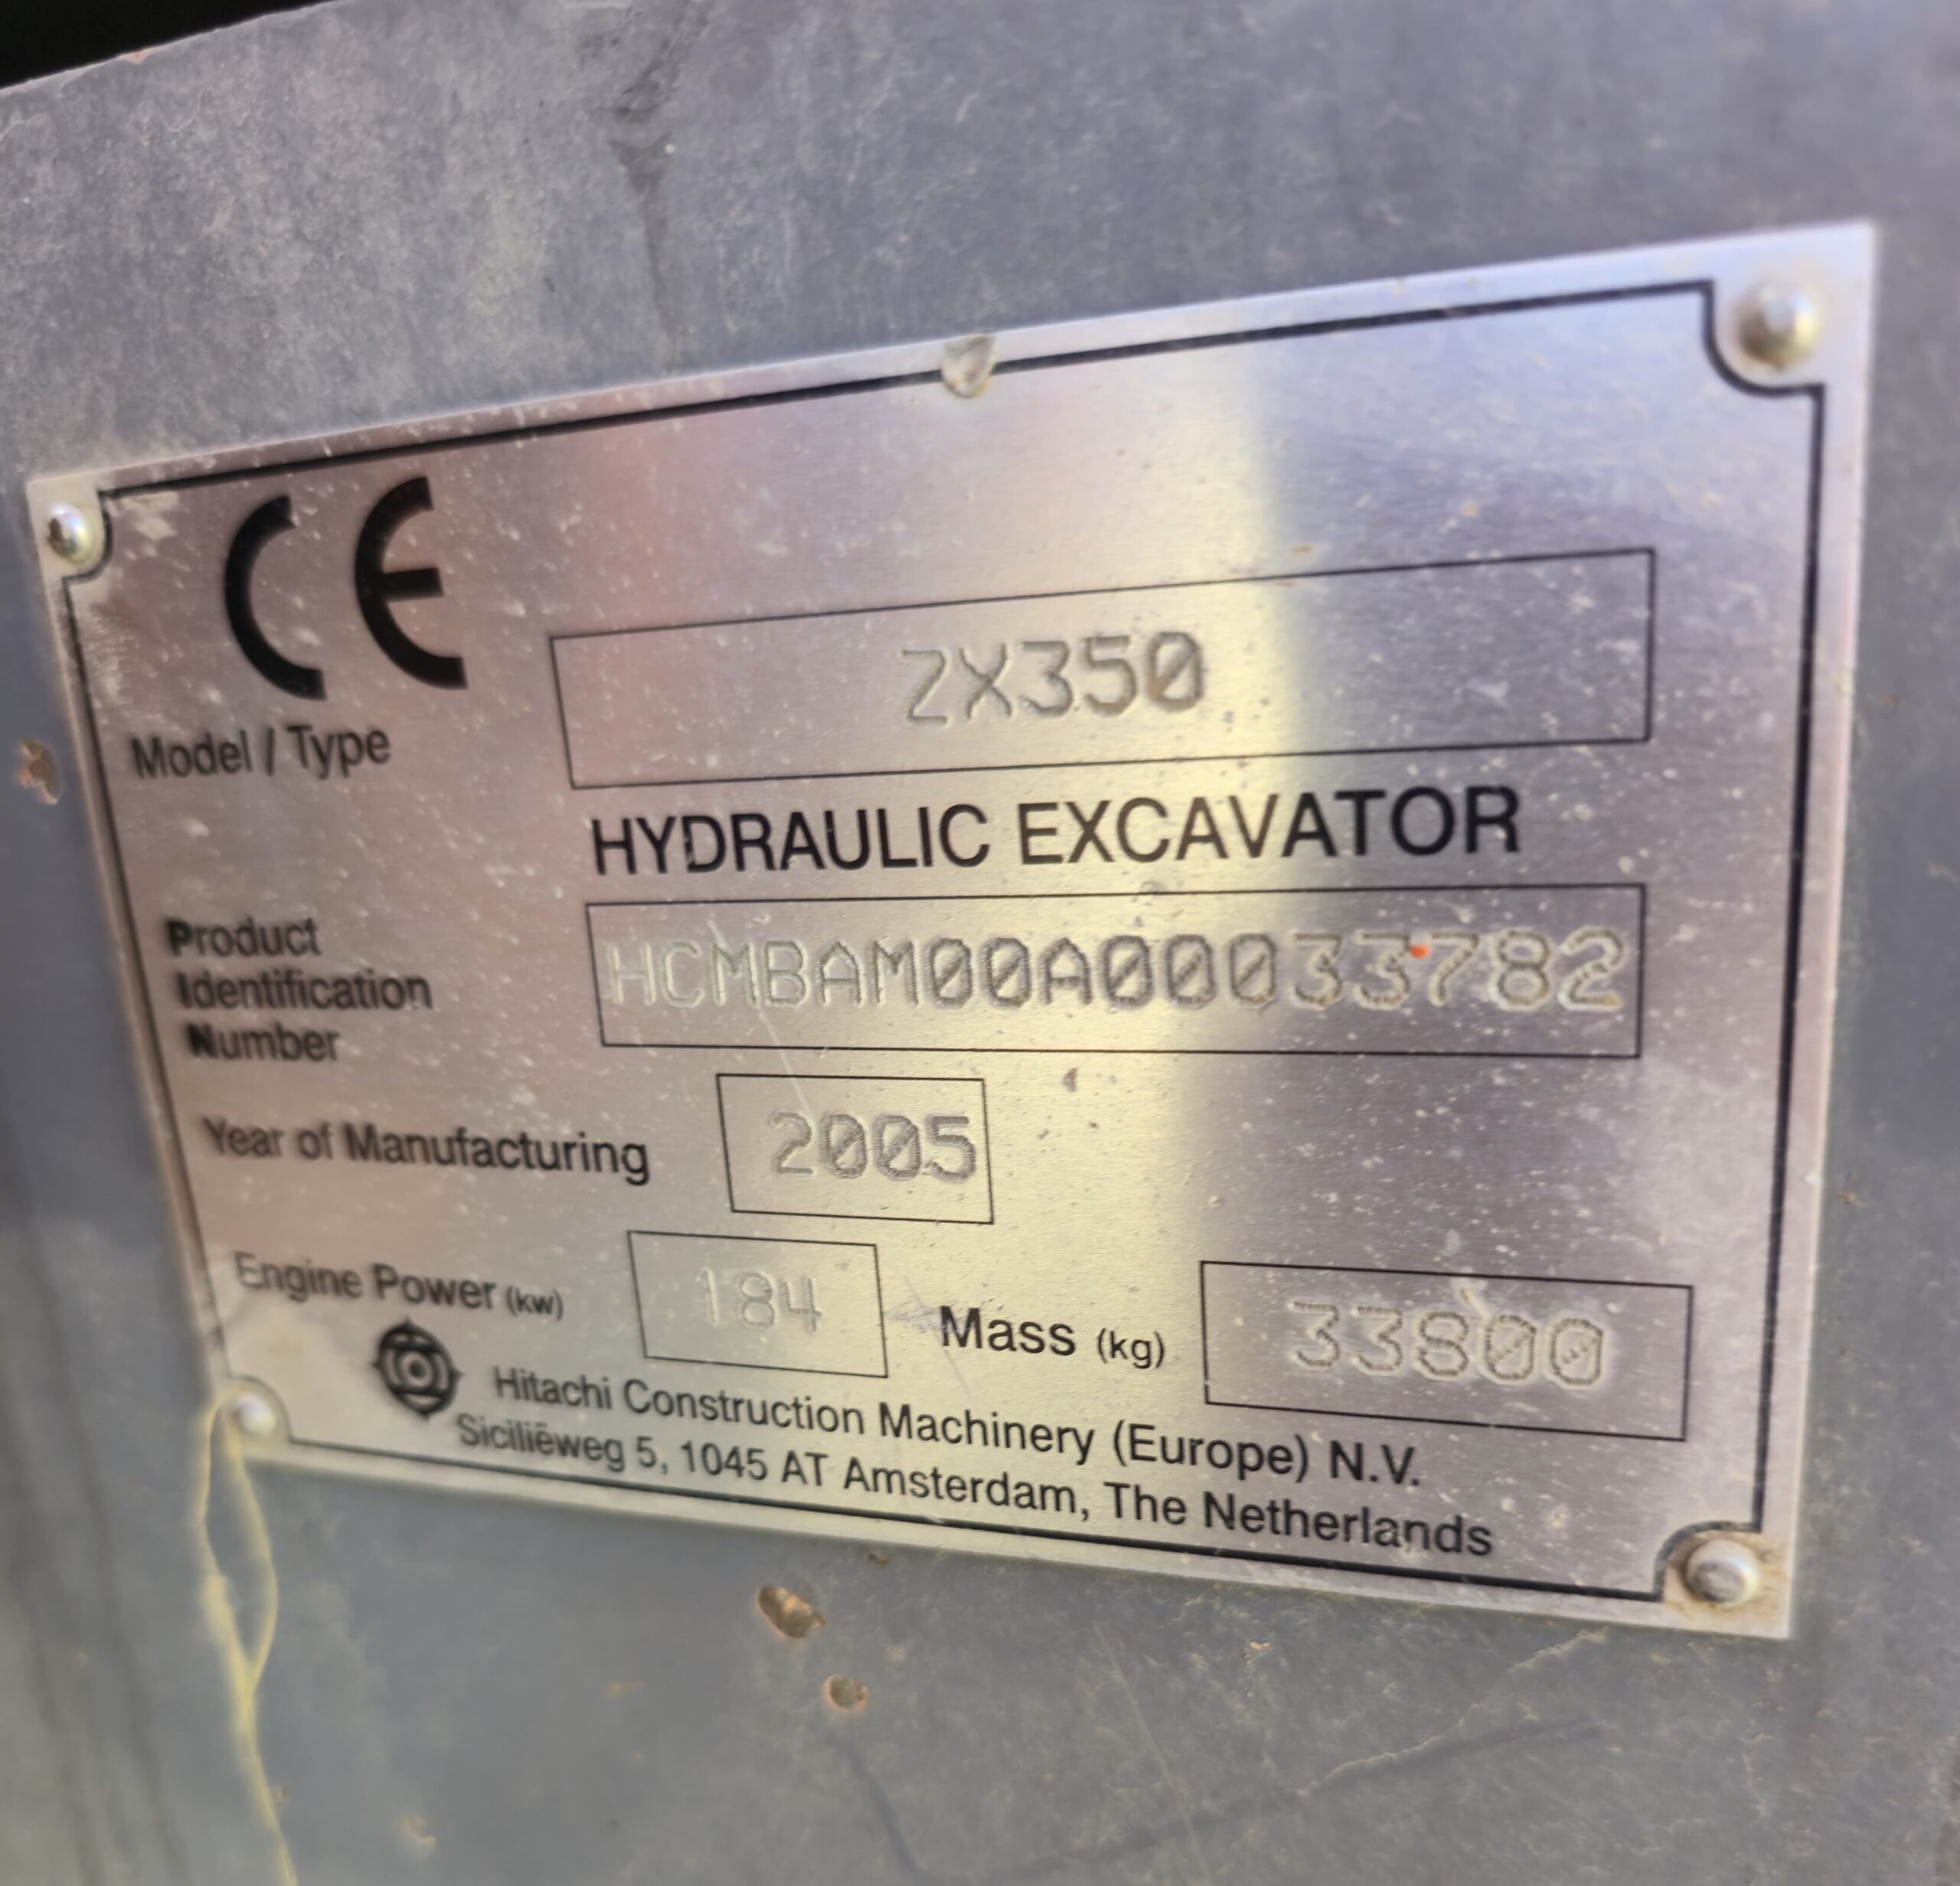 CE
Model / Type ZX350
HYDRAULIC EXCAVATOR
Product
Identification
Number
HCMBAM00A00033782
Year of Manufacturing 2005
Engine Power (kw) 184 Mass (kg) 33800
Hitachi Construction Machinery (Europe) N.V.
Siciliëweg 5, 1045 AT Amsterdam, The Netherlands